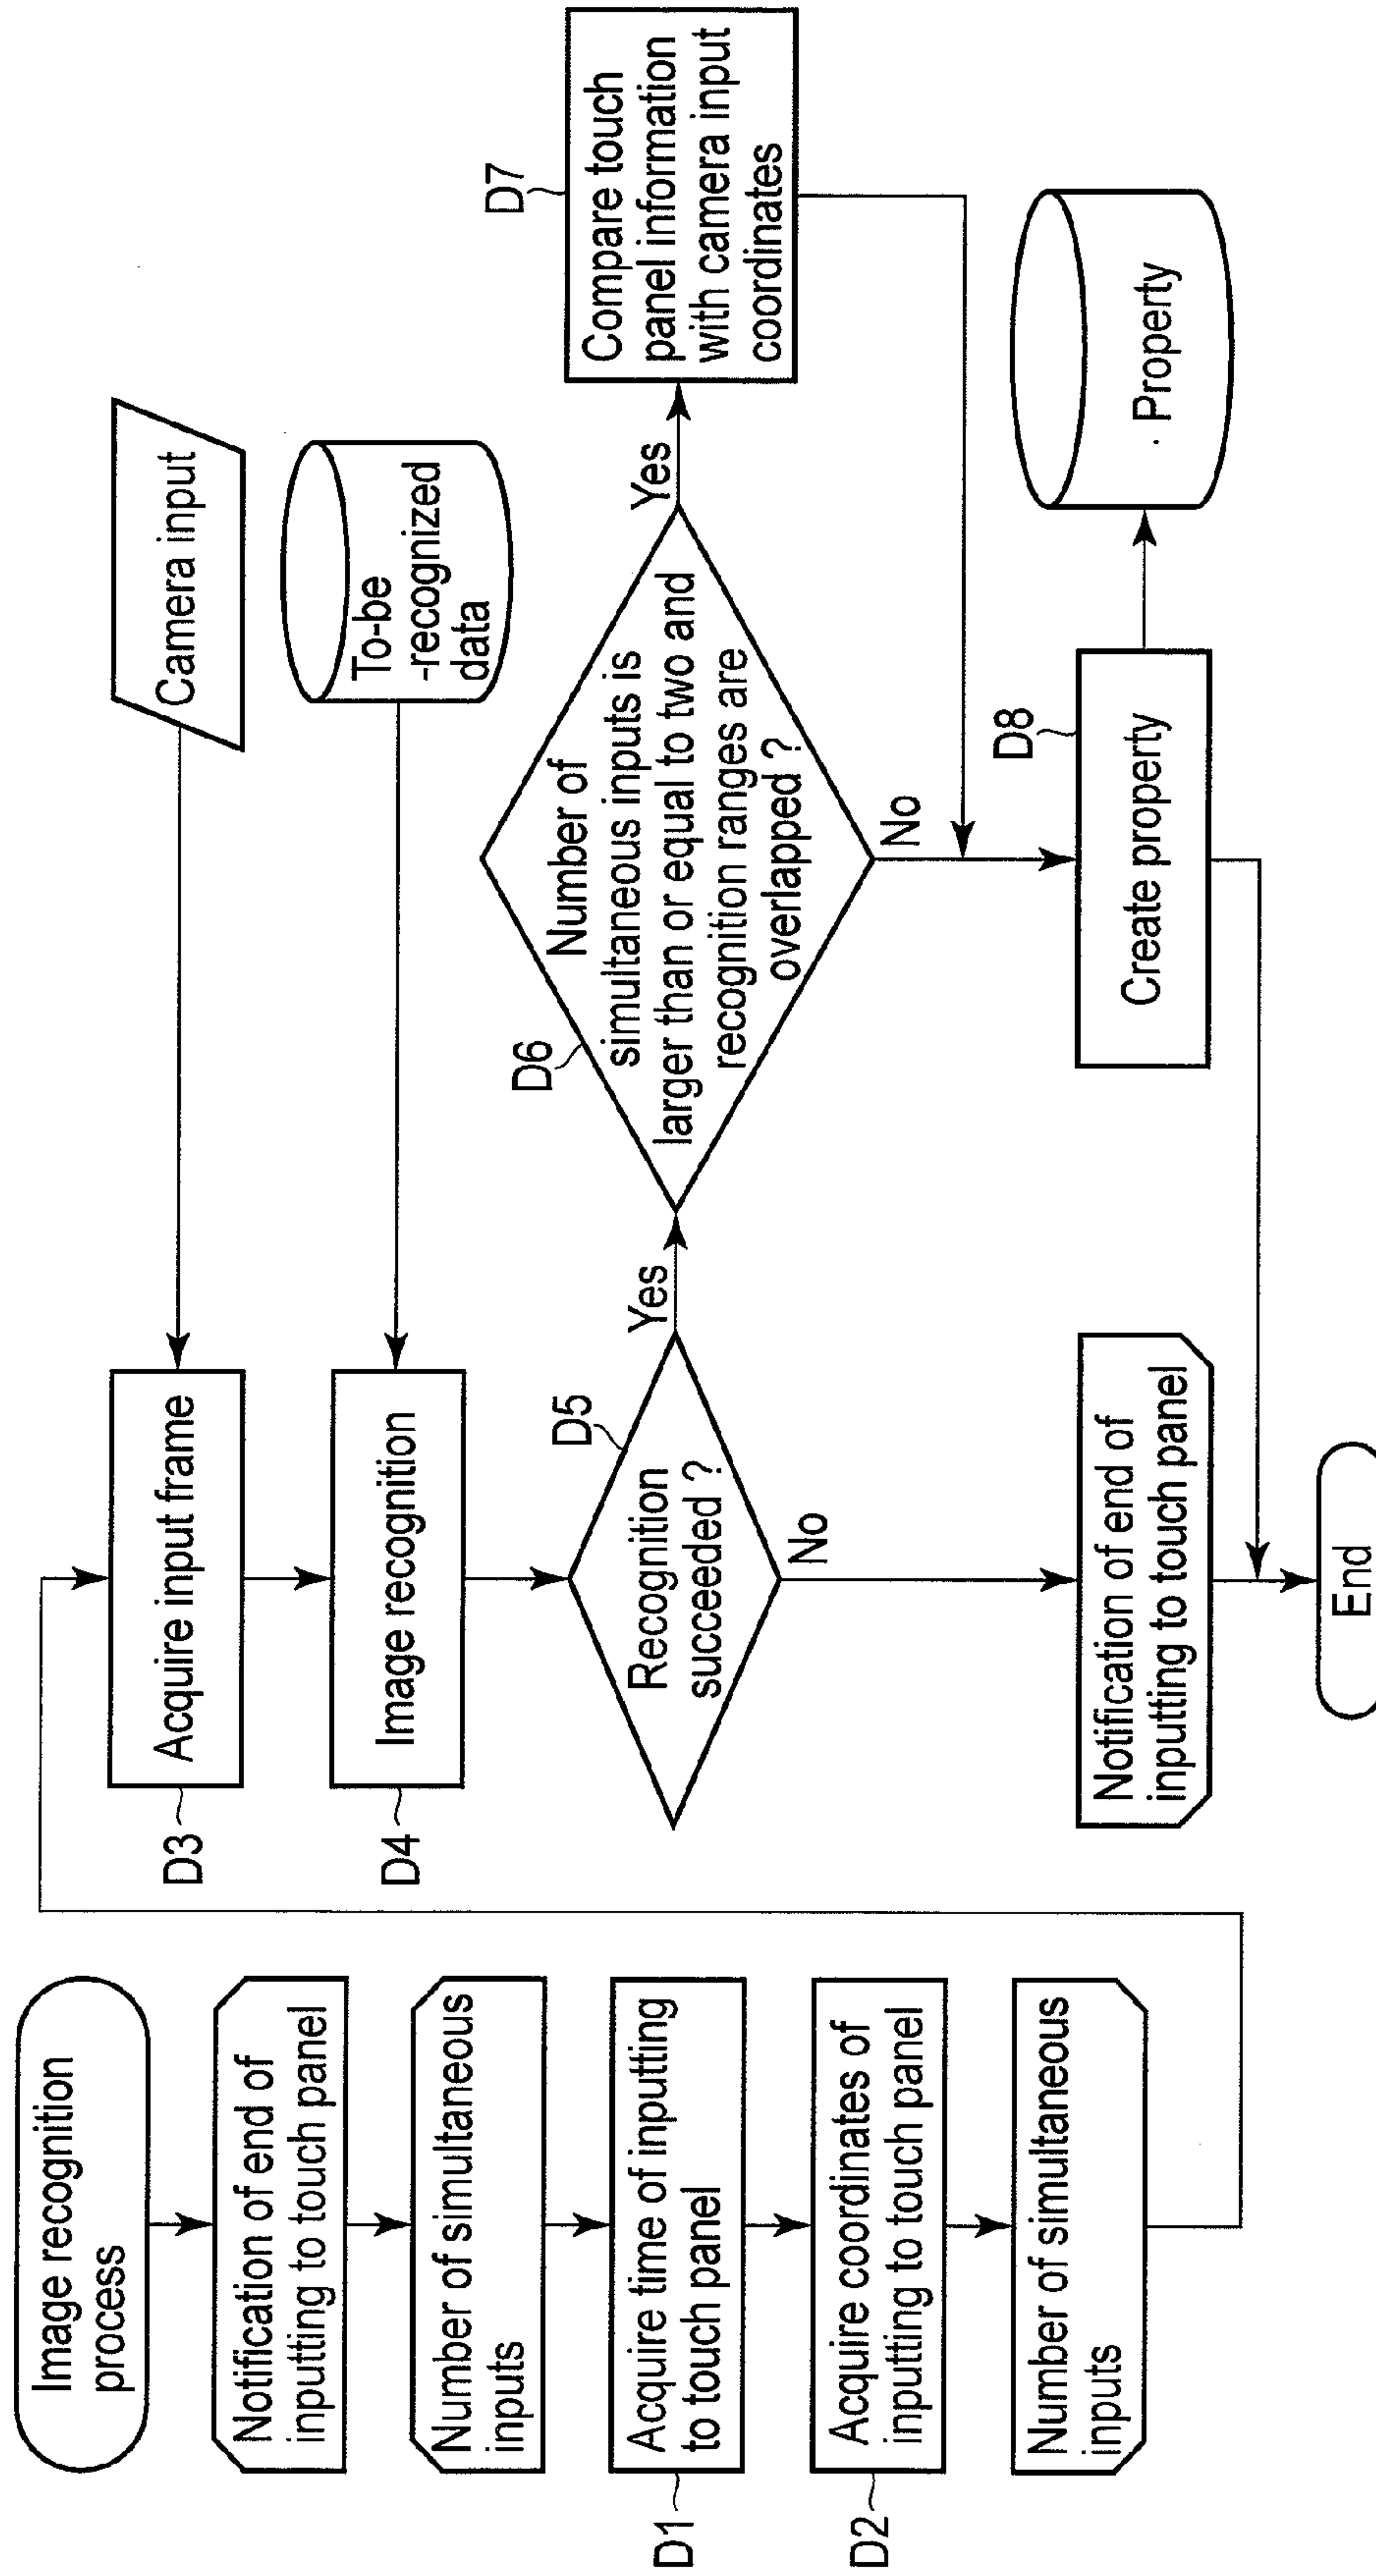 Image recognition
process
Notification of end of
inputting to touch panel
Number of simultaneous
inputs
D1
Acquire time of inputting
to touch panel
D2
Acquire coordinates of
inputting to touch panel
Number of simultaneous
inputs
D3
Acquire input frame
Camera input
D4
Image recognition
To-be
-recognized
data
D5
Recognition
succeeded ?
Yes
No
D6
Number of
simultaneous inputs is
larger than or equal to two and
recognition ranges are
overlapped ?
Yes
No
D7
Compare touch
panel information
with camera input
coordinates
D8
Create property
Property
Notification of end of
inputting to touch panel
End